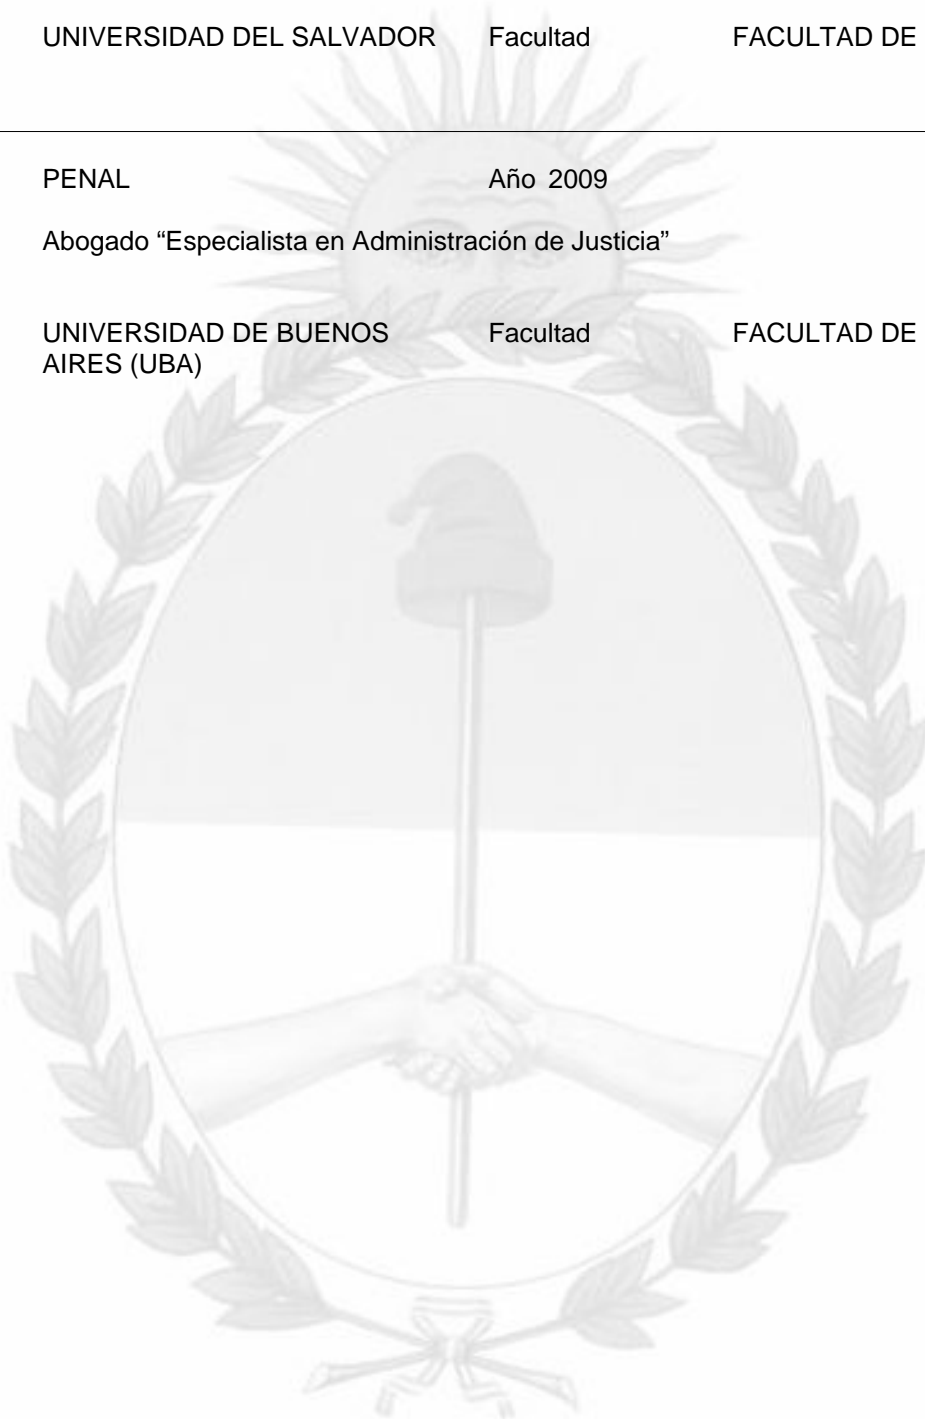 UNIVERSIDAD DEL SALVADOR Facultad FACULTAD DE
PENAL Año 2009
Abogado “Especialista en Administración de Justicia”
UNIVERSIDAD DE BUENOS Facultad FACULTAD DE
AIRES (UBA)